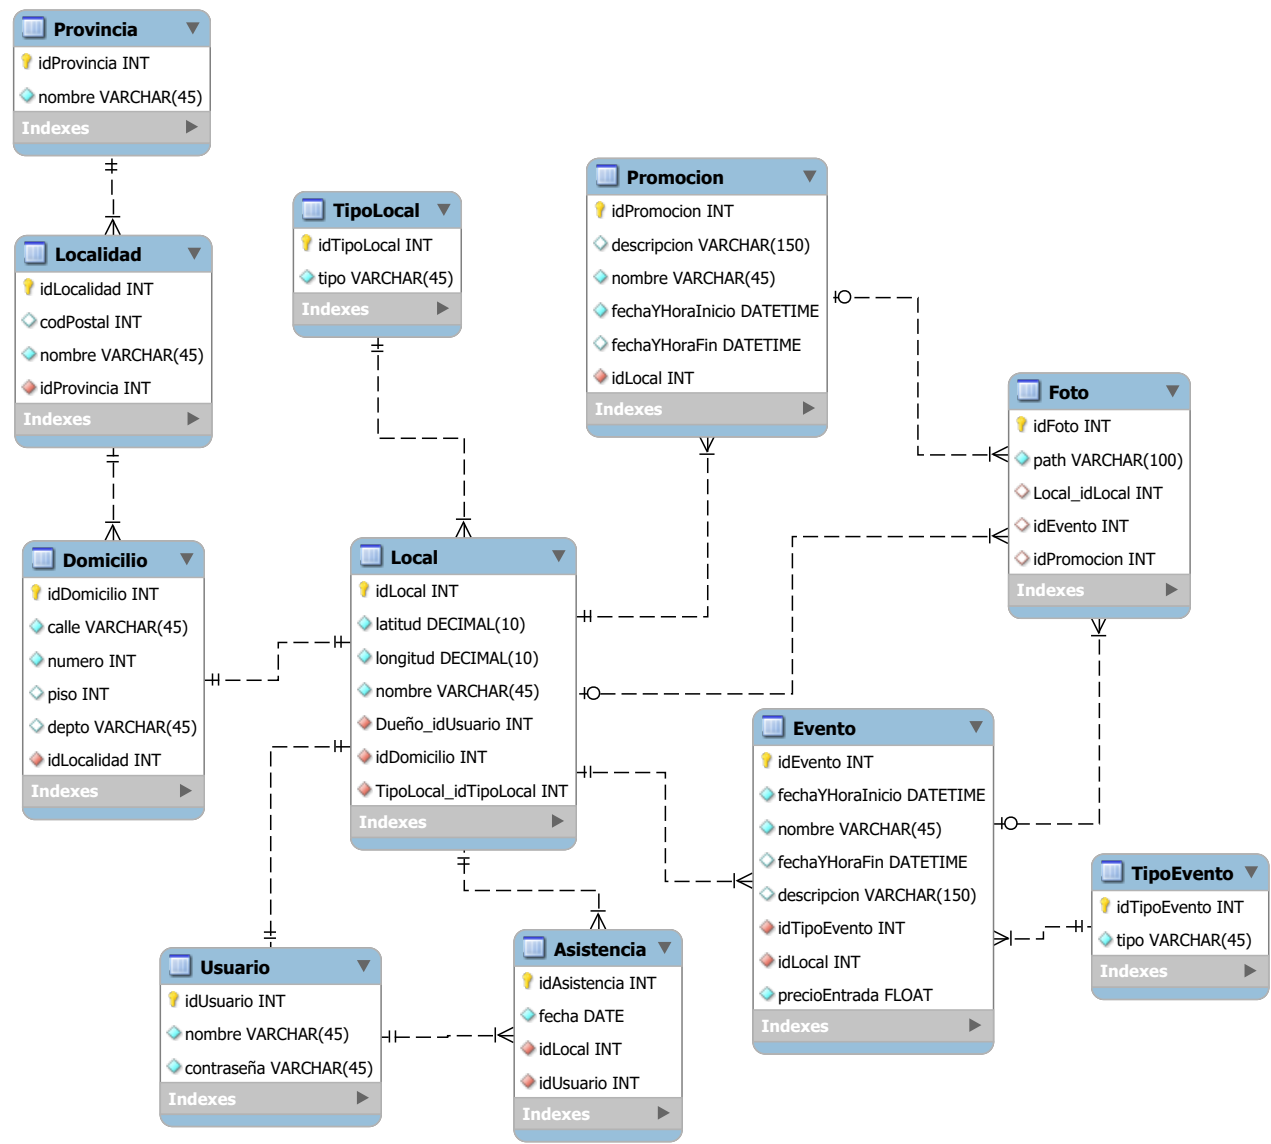 Provincia
idProvincia INT
nombre VARCHAR(45)
Indexes
Localidad
idLocalidad INT
codPostal INT
nombre VARCHAR(45)
idProvincia INT
Indexes
Domicilio
idDomicilio INT
calle VARCHAR(45)
numero INT
piso INT
depto VARCHAR(45)
idLocalidad INT
Indexes
TipoLocal
idTipoLocal INT
tipo VARCHAR(45)
Indexes
Local
idLocal INT
latitud DECIMAL(10)
longitud DECIMAL(10)
nombre VARCHAR(45)
Dueño_idUsuario INT
idDomicilio INT
TipoLocal_idTipoLocal INT
Indexes
Usuario
idUsuario INT
nombre VARCHAR(45)
contraseña VARCHAR(45)
Indexes
Asistencia
idAsistencia INT
fecha DATE
idLocal INT
idUsuario INT
Indexes
Promocion
idPromocion INT
descripcion VARCHAR(150)
nombre VARCHAR(45)
fechaYHoraInicio DATETIME
fechaYHoraFin DATETIME
idLocal INT
Indexes
Foto
idFoto INT
path VARCHAR(100)
Local_idLocal INT
idEvento INT
idPromocion INT
Indexes
Evento
idEvento INT
fechaYHoraInicio DATETIME
nombre VARCHAR(45)
fechaYHoraFin DATETIME
descripcion VARCHAR(150)
idTipoEvento INT
idLocal INT
precioEntrada FLOAT
Indexes
TipoEvento
idTipoEvento INT
tipo VARCHAR(45)
Indexes